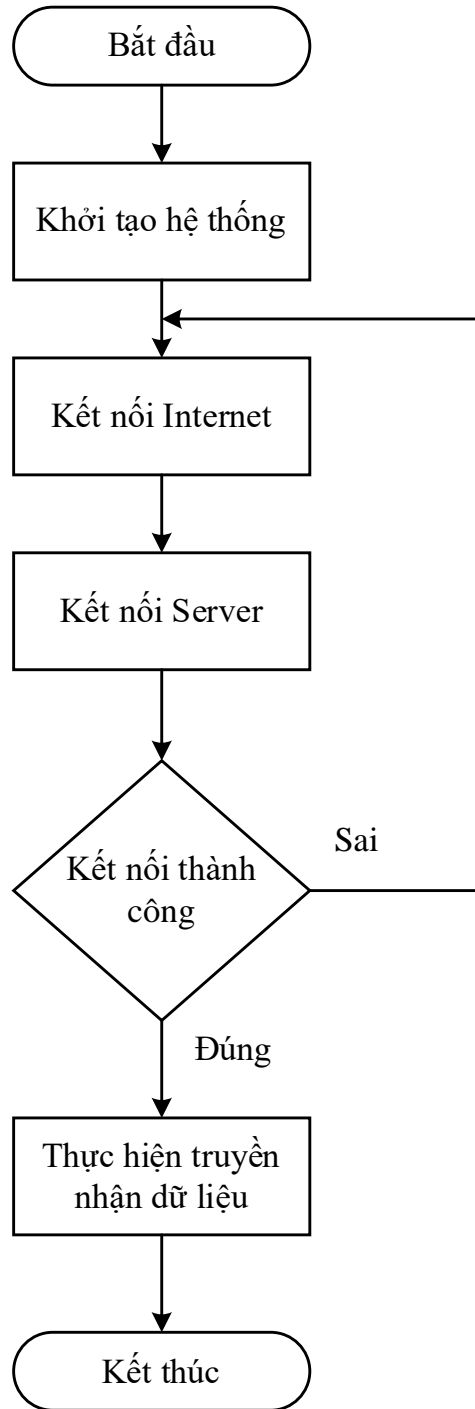 Bắt đầu
Khởi tạo hệ thống
Kết nối Internet
Kết nối Server
Sai
Kết nối thành
công
Đúng
Thực hiện truyền
nhận dữ liệu
Kết thúc